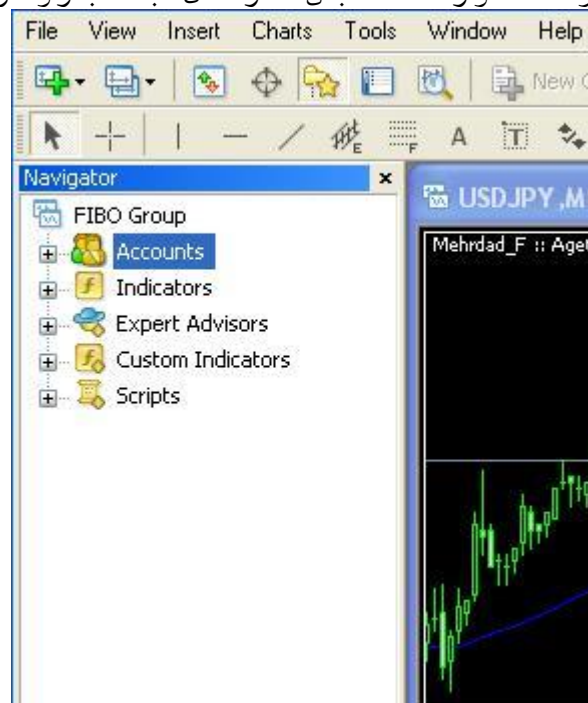 File View Insert Charts Tools Window Help
New
E F A T
Navigator
FIBO Group
Accounts
Indicators
Expert Advisors
Custom Indicators
Scripts
USDJPY ,M
Mehrdad_F ::